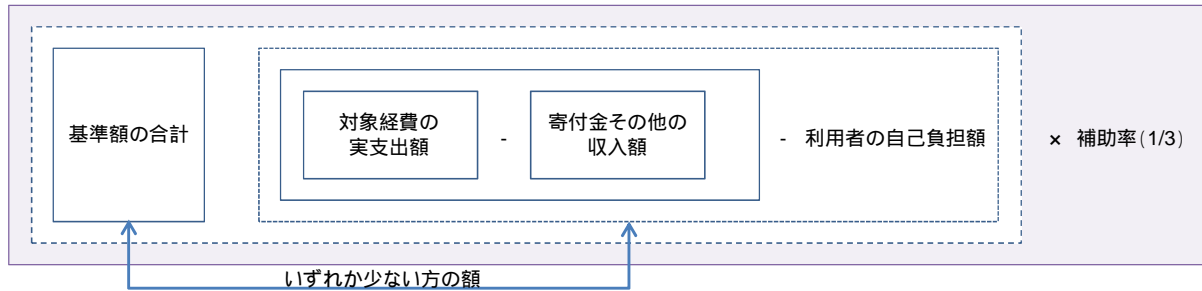 基準額の合計
対象経費の
実支出額
-
寄付金その他の
収入額
- 利用者の自己負担額
× 補助率(1/3)
いずれか少ない方の額